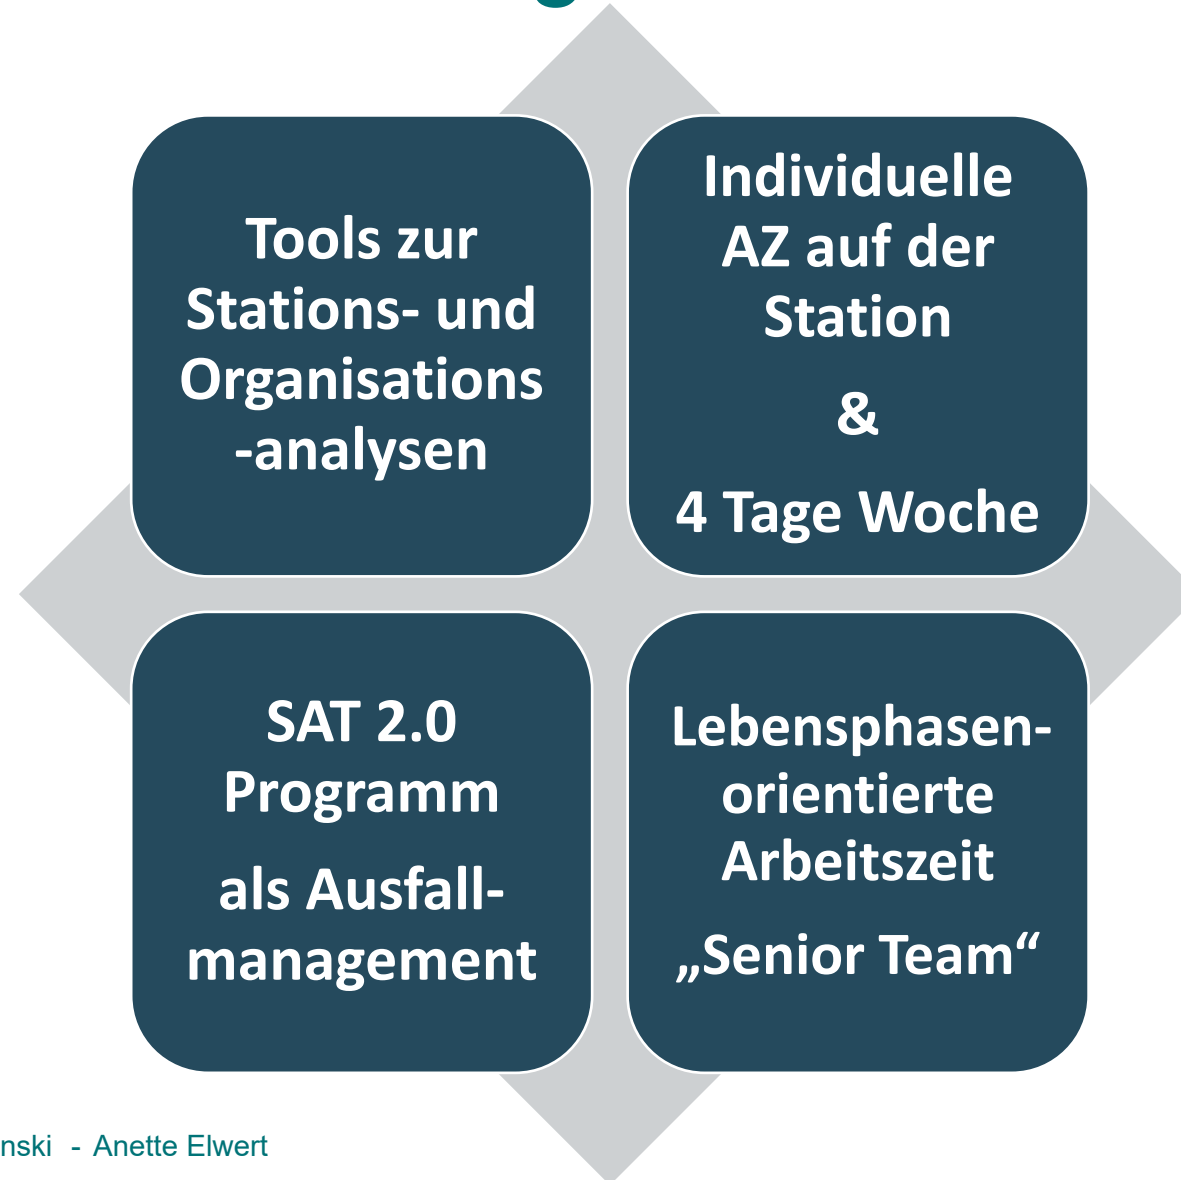 Tools zur
Stations- und
Organisations
-analysen
Individuelle
AZ auf der
Station
&
4 Tage Woche
SAT 2.0
Programm
als Ausfall-
management
Lebensphasen-
orientierte
Arbeitszeit
„Senior Team“
nski - Anette Elwert